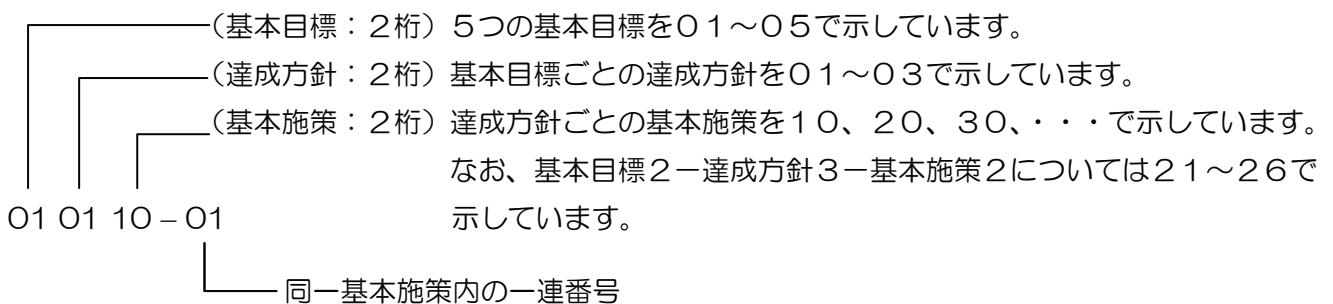 (基本目標：２桁)５つの基本目標を０１～０５で示しています。
(達成方針：２桁)基本目標ごとの達成方針を０１～０３で示しています。
(基本施策：２桁)達成方針ごとの基本施策を１０、２０、３０、・・・で示しています。
なお、基本目標２－達成方針３－基本施策２については２１～２６で
示しています。
01 01 10 – 01
同一基本施策内の一連番号